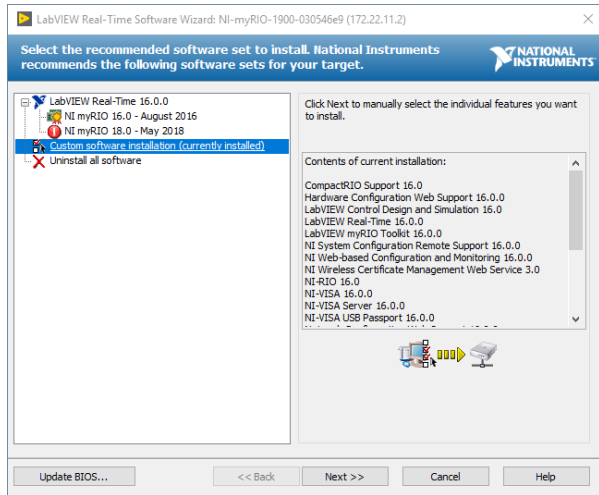 LabVIEW Real-Time Software Wizard: NI-myRIO-1900-030546e9 (172.22.11.2)
Select the recommended software set to install. National Instruments
recommends the following software sets for your target.
NATIONAL
INSTRUMENTS
LabVIEW Real-Time 16.0.0
NI myRIO 16.0 - August 2016
NI myRIO 18.0 - May 2018
Custom software installation (currently installed)
Uninstall all software
Click Next to manually select the individual features you want
to install.
Contents of current installation:
CompactRIO Support 16.0
Hardware Configuration Web Support 16.0.0
LabVIEW Control Design and Simulation 16.0
LabVIEW Real-Time 16.0.0
LabVIEW myRIO Toolkit 16.0.0
NI System Configuration Remote Support 16.0.0
NI Web-based Configuration and Monitoring 16.0.0
NI Wireless Certificate Management Web Service 3.0
NI-RIO 16.0
NI-VISA 16.0.0
NI-VISA Server 16.0.0
NI-VISA USB Passport 16.0.0
Update BIOS...
<< Back
Next >>
Cancel
Help